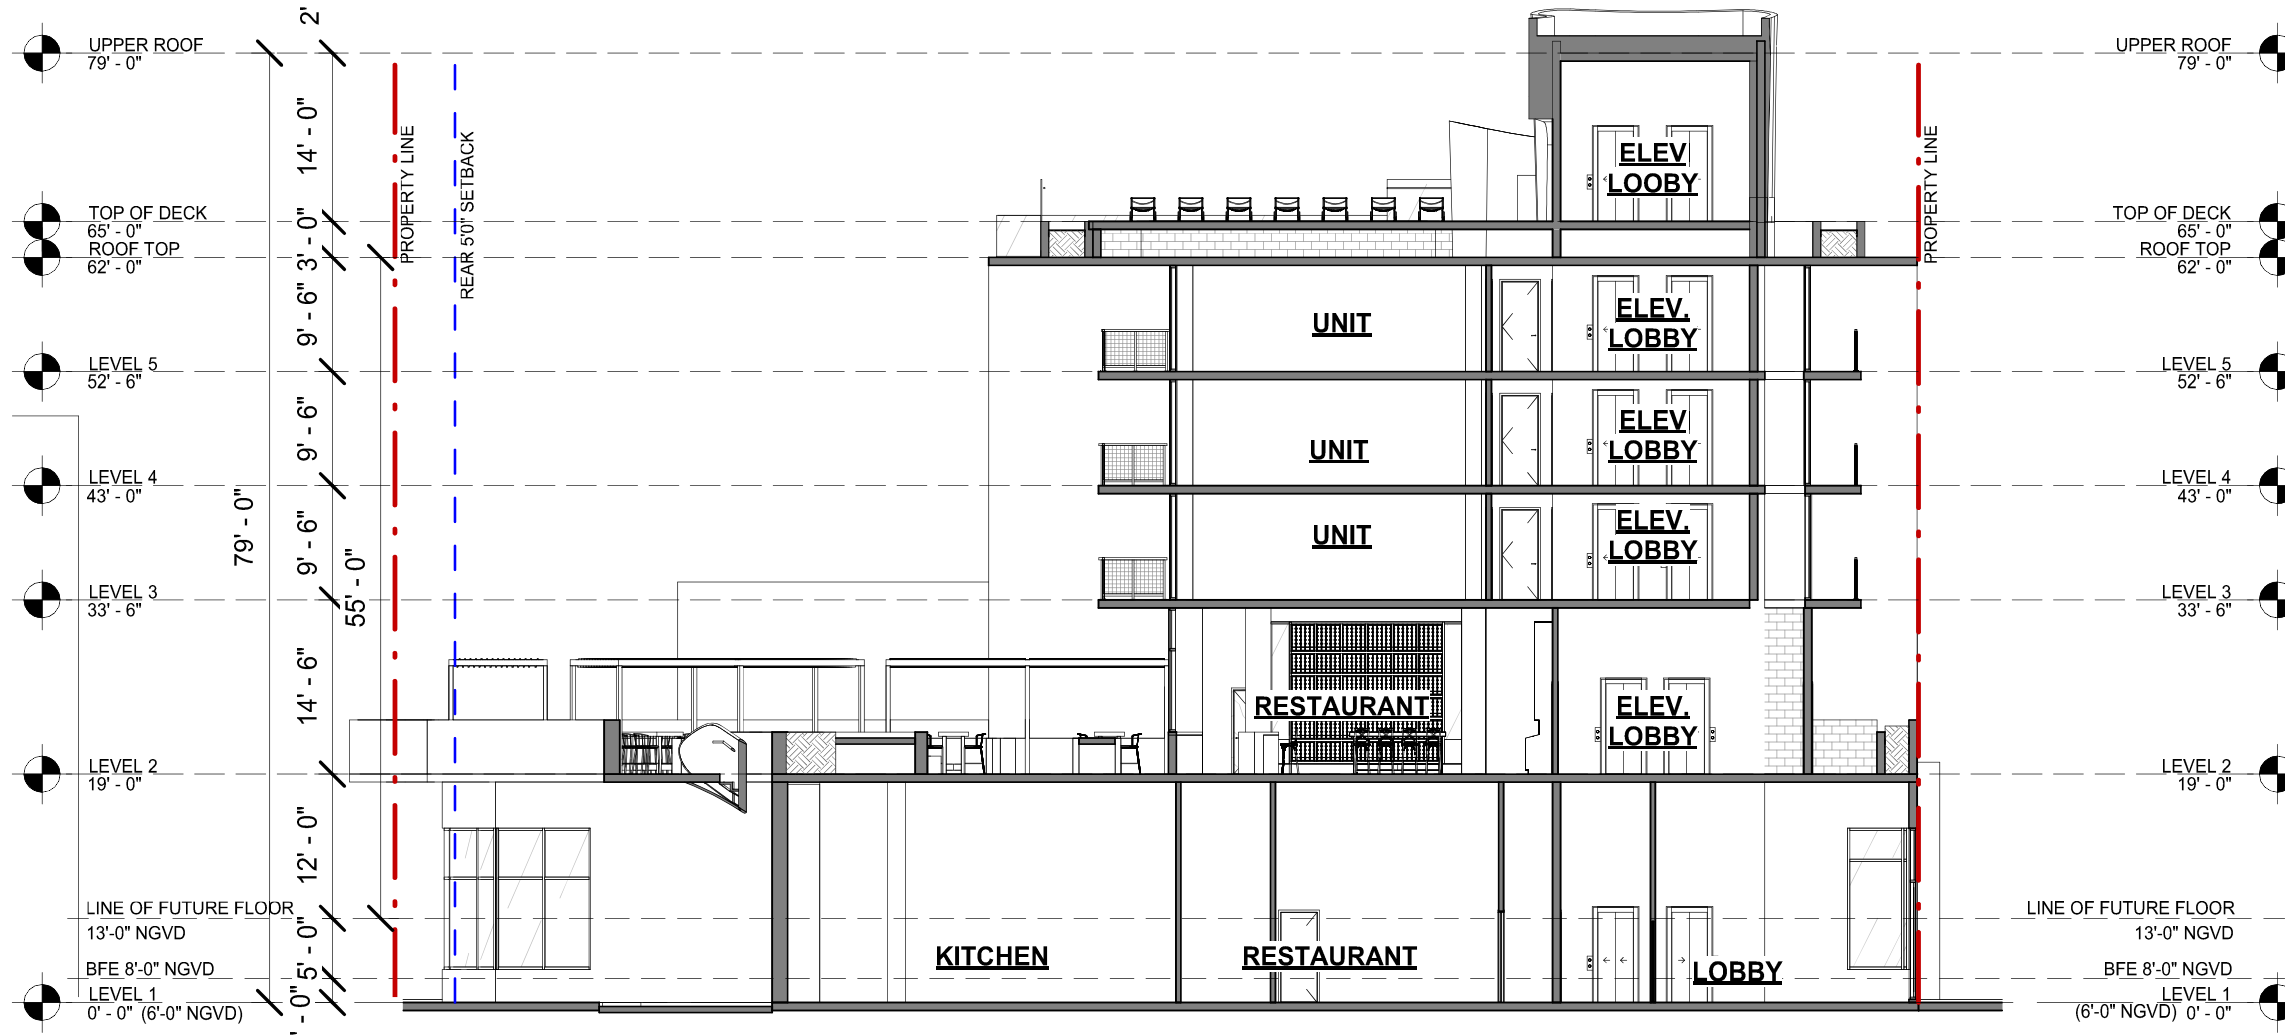 2'
UPPER ROOF
79' - 0"
UPPER ROOF
79' - 0"
14' - 0"
PROPERTY LINE
REAR 5'0" SETBACK
PROPERTY LINE
ELEV
LOOBY
TOP OF DECK
65' - 0"
TOP OF DECK
65' - 0"
3' - 0"
ROOF TOP
62' - 0"
ROOF TOP
62' - 0"
9' - 6"
UNIT
ELEV.
LOBBY
LEVEL 5
52' - 6"
LEVEL 5
52' - 6"
9' - 6"
UNIT
ELEV
LOBBY
LEVEL 4
43' - 0"
LEVEL 4
43' - 0"
79' - 0"
9' - 6"
55' - 0"
UNIT
ELEV.
LOBBY
LEVEL 3
33' - 6"
LEVEL 3
33' - 6"
14' - 6"
RESTAURANT
ELEV.
LOBBY
LEVEL 2
19' - 0"
LEVEL 2
19' - 0"
12' - 0"
LINE OF FUTURE FLOOR
13'-0" NGVD
LINE OF FUTURE FLOOR
13'-0" NGVD
5' - 0"
KITCHEN
RESTAURANT
LOBBY
BFE 8'-0" NGVD
BFE 8'-0" NGVD
LEVEL 1
0' - 0" (6'-0" NGVD)
LEVEL 1
(6'-0" NGVD) 0' - 0"
' - 0"